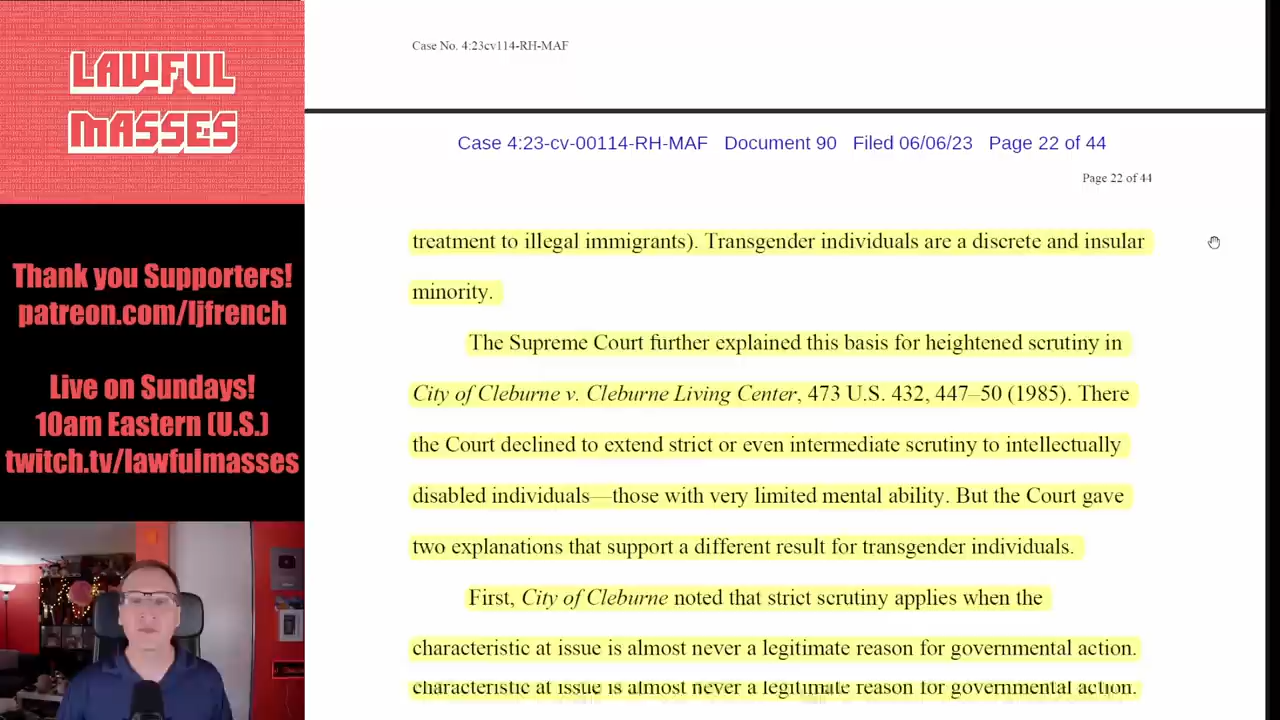 LAWFUL
MASSES
Thank you Supporters!
patreon.com/ljfrench
Live on Sundays!
10am Eastern (U.S.)
twitch.tv/lawfulmasses
Case No. 4:23cv114-RH-MAF
Case 4:23-cv-00114-RH-MAF Document 90 Filed 06/06/23 Page 22 of 44
Page 22 of 44
treatment to illegal immigrants). Transgender individuals are a discrete and insular
minority.
The Supreme Court further explained this basis for heightened scrutiny in
City of Cleburne v. Cleburne Living Center, 473 U.S. 432, 447–50 (1985). There
the Court declined to extend strict or even intermediate scrutiny to intellectually
disabled individuals—those with very limited mental ability. But the Court gave
two explanations that support a different result for transgender individuals.
First, City of Cleburne noted that strict scrutiny applies when the
characteristic at issue is almost never a legitimate reason for governmental action.
characteristic at issue is almost never a legitimate reason for governmental action.